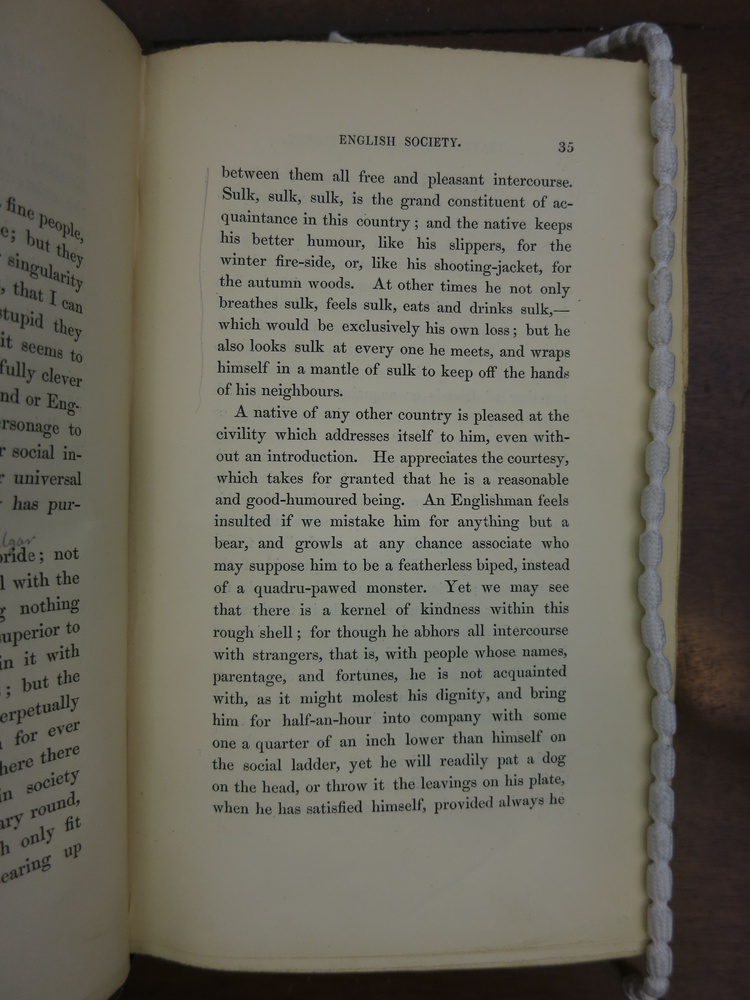 fine people,
e; but they
singularity
, that I can
stupid they
it seems to
fully clever
nd or Eng-
ersonage to
r social in-
r universal
has pur-
lgar
pride; not
l with the
g nothing
superior to
in it with
; but the
erpetually
for ever
here there
in society
ary round,
h only fit
earing up
ENGLISH SOCIETY. 35
between them all free and pleasant intercourse.
Sulk, sulk, sulk, is the grand constituent of ac-
quaintance in this country; and the native keeps
his better humour, like his slippers, for the
winter fire-side, or, like his shooting-jacket, for
the autumn woods. At other times he not only
breathes sulk, feels sulk, eats and drinks sulk,—
which would be exclusively his own loss; but he
also looks sulk at every one he meets, and wraps
himself in a mantle of sulk to keep off the hands
of his neighbours.
A native of any other country is pleased at the
civility which addresses itself to him, even with-
out an introduction. He appreciates the courtesy,
which takes for granted that he is a reasonable
and good-humoured being. An Englishman feels
insulted if we mistake him for anything but a
bear, and growls at any chance associate who
may suppose him to be a featherless biped, instead
of a quadru-pawed monster. Yet we may see
that there is a kernel of kindness within this
rough shell; for though he abhors all intercourse
with strangers, that is, with people whose names,
parentage, and fortunes, he is not acquainted
with, as it might molest his dignity, and bring
him for half-an-hour into company with some
one a quarter of an inch lower than himself on
the social ladder, yet he will readily pat a dog
on the head, or throw it the leavings on his plate,
when he has satisfied himself, provided always he